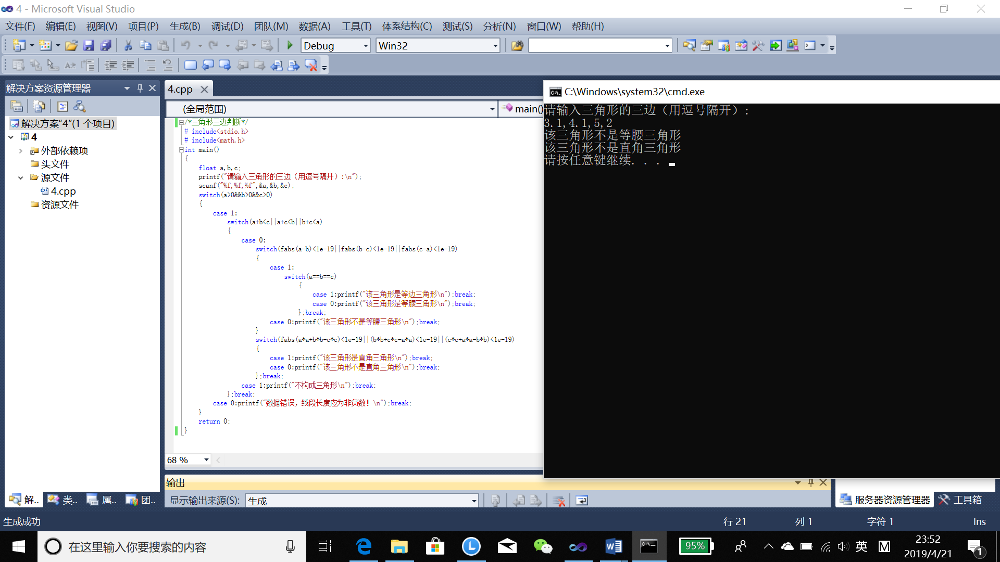 4 - Microsoft Visual Studio
文件(F) 编辑(E) 视图(V) 项目(P) 生成(B) 调试(D) 团队(M) 数据(A) 工具(T) 体系结构(C) 测试(S) 分析(N) 窗口(W) 帮助(H)
Debug Win32
解决方案资源管理器
解决方案"4"(1 个项目)
4
外部依赖项
头文件
源文件
4.cpp
资源文件
4.cpp
(全局范围) main()
/*三角形三边判断*/
# include<stdio.h>
# include<math.h>
int main()
{
float a,b,c;
printf("请输入三角形的三边（用逗号隔开）:\n");
scanf("%f,%f,%f",&a,&b,&c);
switch(a>0&&b>0&&c>0)
{
case 1:
switch(a+b<c||a+c<b||b+c<a)
{
case 0:
switch(fabs(a-b)<1e-19||fabs(b-c)<1e-19||fabs(c-a)<1e-19)
{
case 1:
switch(a==b==c)
{
case 1:printf("该三角形是等边三角形\n");break;
case 0:printf("该三角形是等腰三角形\n");break;
};break;
case 0:printf("该三角形不是等腰三角形\n");break;
}
switch(fabs(a*a+b*b-c*c)<1e-19||(b*b+c*c-a*a)<1e-19||(c*c+a*a-b*b)<1e-19)
{
case 1:printf("该三角形是直角三角形\n");break;
case 0:printf("该三角形不是直角三角形\n");break;
};break;
case 1:printf("不构成三角形\n");break;
};break;
case 0:printf("数据错误，线段长度应为非负数！\n");break;
}
return 0;
}
68 %
C:\Windows\system32\cmd.exe
请输入三角形的三边（用逗号隔开）:
3.1,4.1,5,2
该三角形不是等腰三角形
该三角形不是直角三角形
请按任意键继续. . .
输出
显示输出来源(S): 生成
解.. 类.. 属.. 团..
服务器资源管理器 工具箱
生成成功
行 21 列 1 字符 1 Ins
在这里输入你要搜索的内容
95%
英
23:52
2019/4/21
1